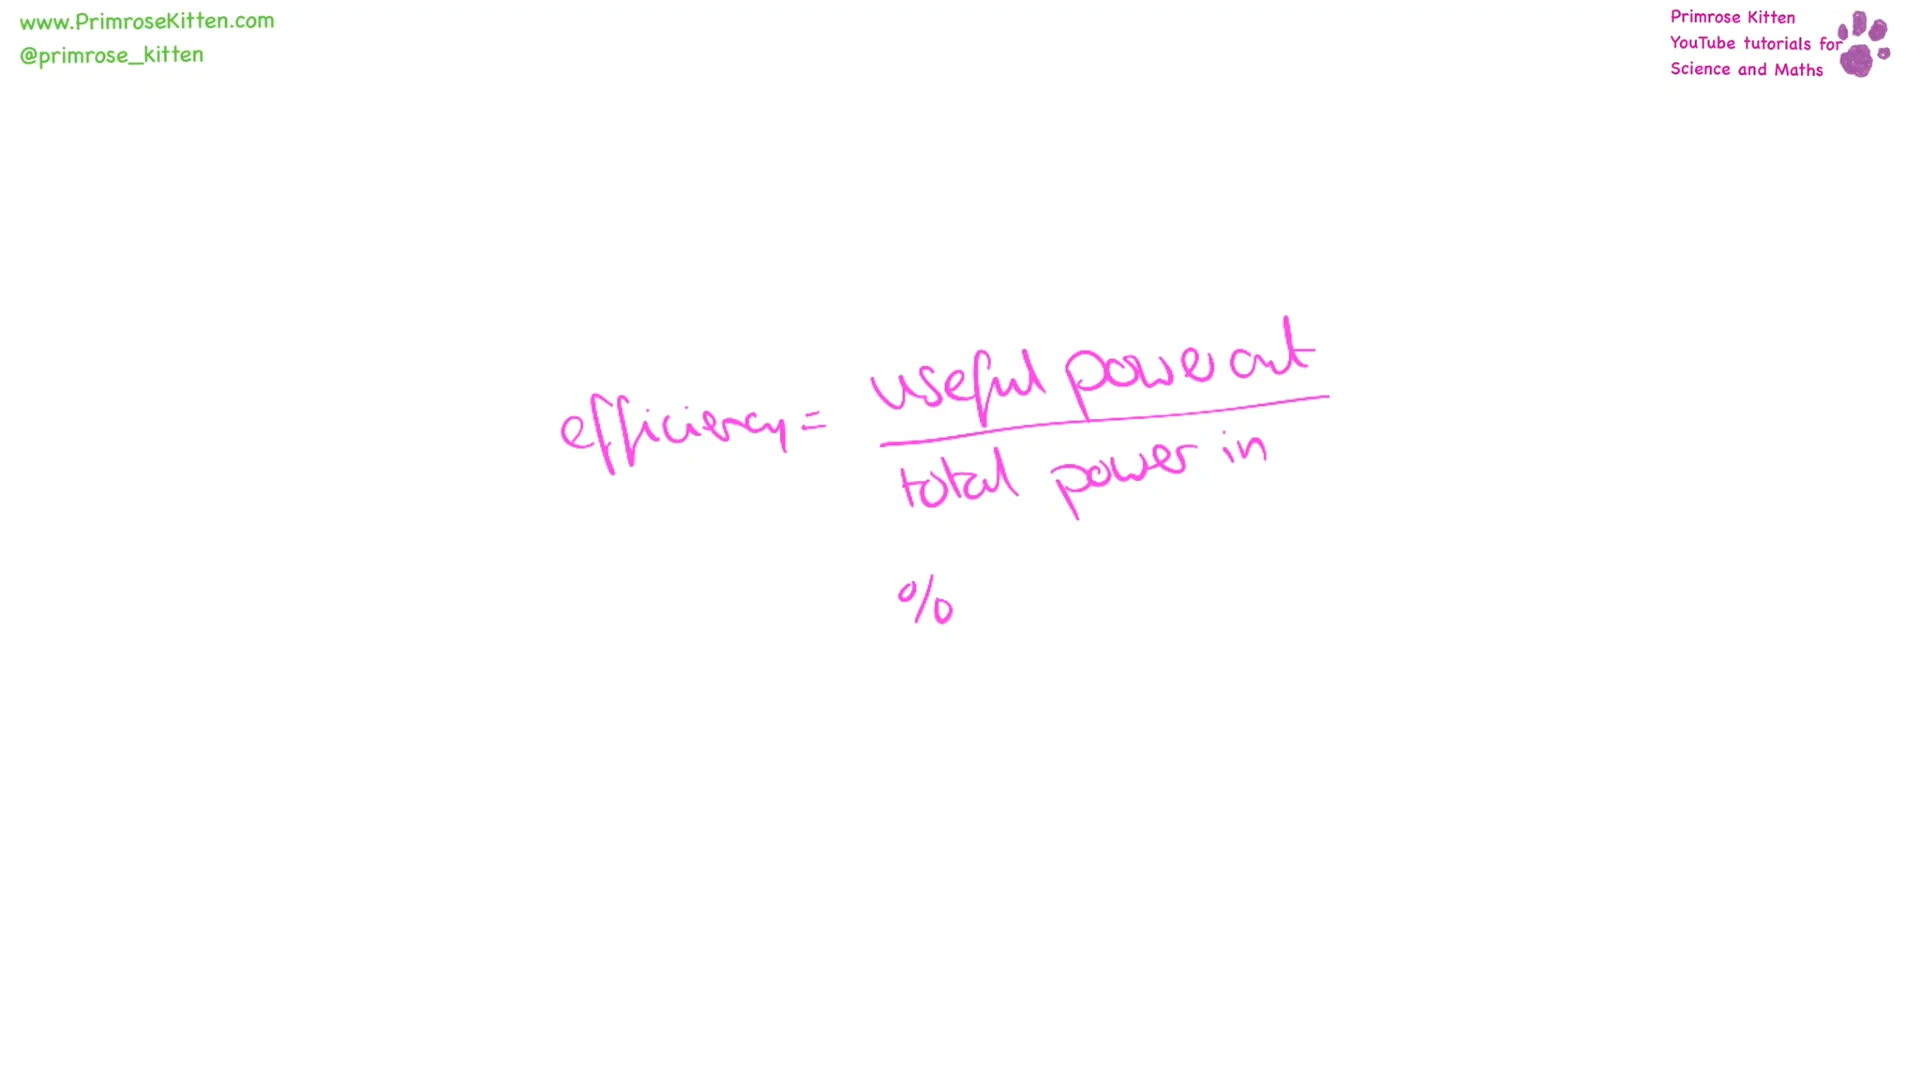 www.PrimroseKitten.com
@primrose_kitten
Primrose Kitten
YouTube tutorials for
Science and Maths
efficiency = useful power out
total power in
%